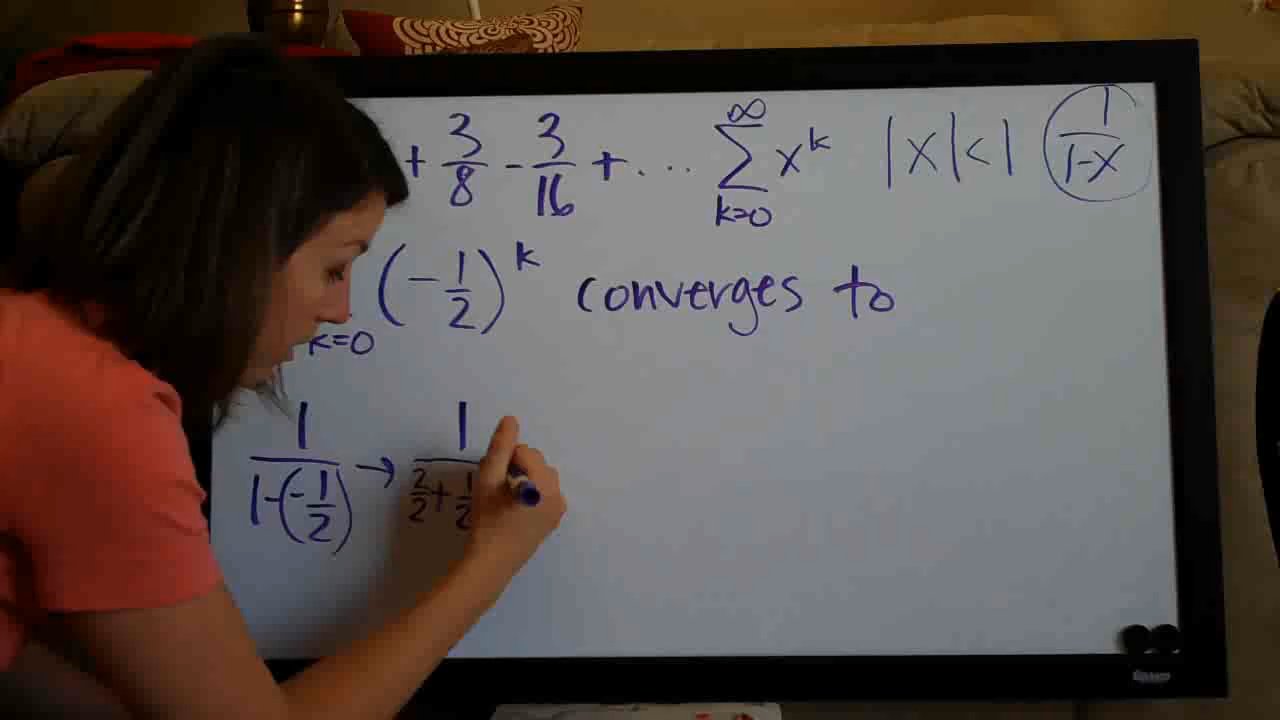 + 3/8 - 3/16 + ... ∞ Σ k=0 x^k |x|<1 1/(1-x)
k=0 (-1/2)^k converges to
1/(1-(-1/2)) → 1/(2/2+1/2